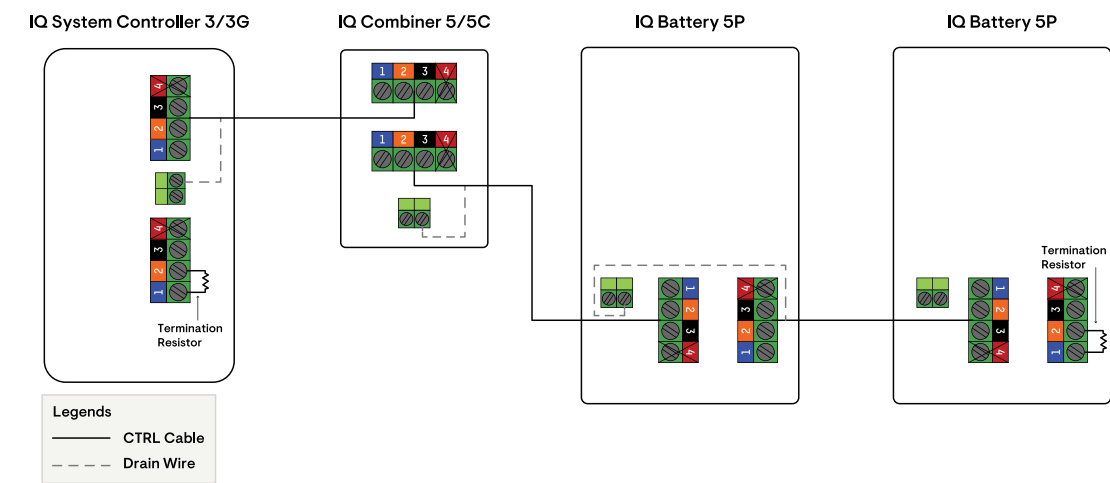 IQ System Controller 3/3G
IQ Combiner 5/5C
IQ Battery 5P
IQ Battery 5P
4
3
2
1
4
3
2
1
Termination
Resistor
1 2 3 4
1 2 3 4
1
2
3
4
4
3
2
1
1
2
3
4
4
3
2
1
Termination
Resistor
Legends
CTRL Cable
Drain Wire